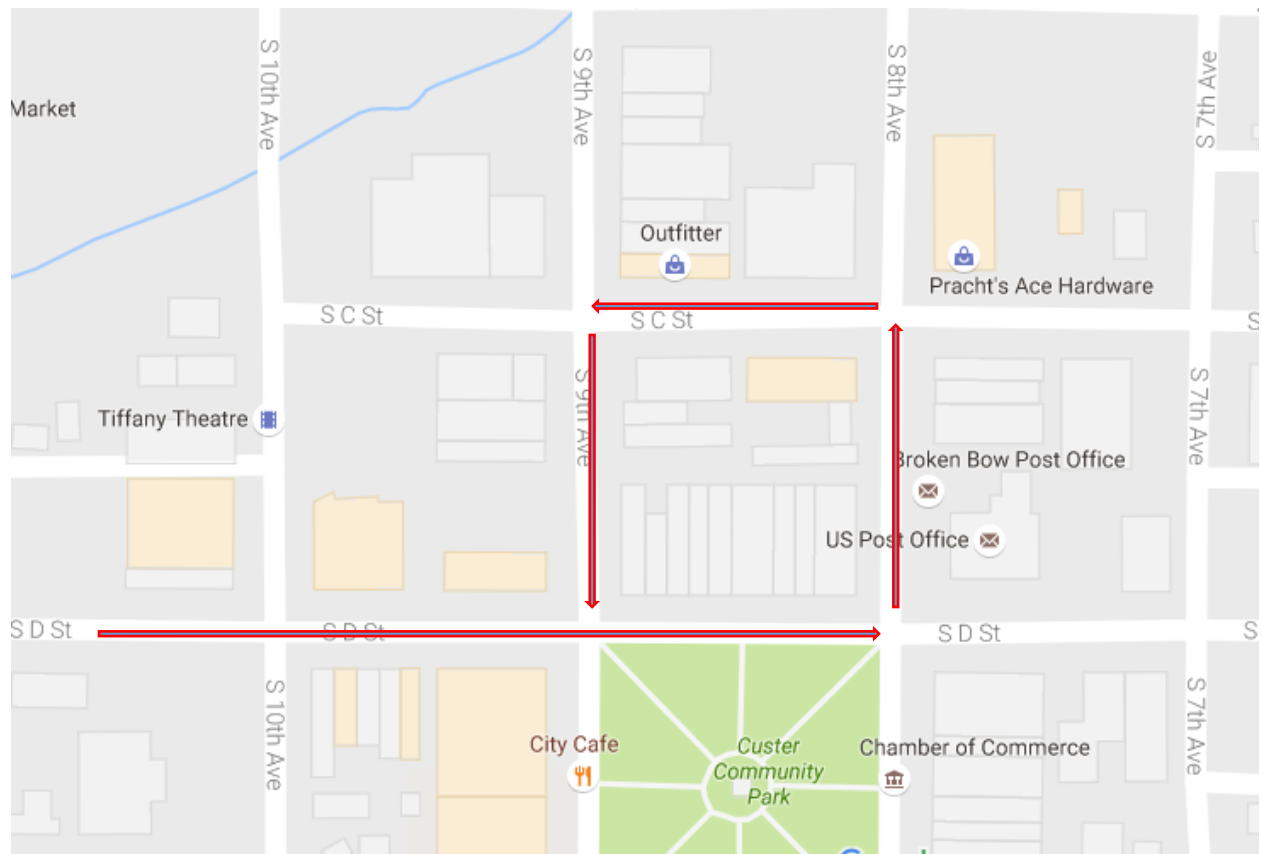 S 10th Ave
S 9th Ave
S 8th Ave
S 7th Ave
Market
Outfitter
Pracht's Ace Hardware
S C St
S C St
S
S 9th Ave
S 7th Ave
Tiffany Theatre
Broken Bow Post Office
US Post Office
S D St
S D St
S D St
S
S 10th Ave
S 7th Ave
City Cafe
Custer
Community
Park
Chamber of Commerce